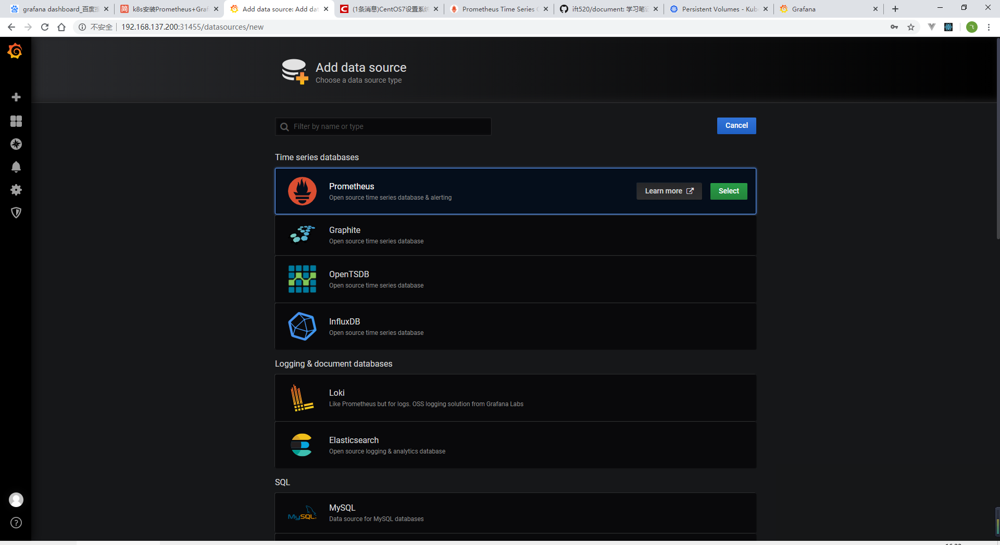 grafana dashboard_百度搜
k8s安装Prometheus+Graf
Add data source: Add dat
(1条消息)CentOS7设置系统
Prometheus Time Series C
ift520/document: 学习笔记
Persistent Volumes - Kub
Grafana
不安全
192.168.137.200:31455/datasources/new
Add data source
Choose a data source type
Filter by name or type
Cancel
Time series databases
Prometheus
Open source time series database & alerting
Learn more
Select
Graphite
Open source time series database
OpenTSDB
Open source time series database
InfluxDB
Open source time series database
Logging & document databases
Loki
Like Prometheus but for logs. OSS logging solution from Grafana Labs
Elasticsearch
Open source logging & analytics database
SQL
MySQL
MySQL
Data source for MySQL databases